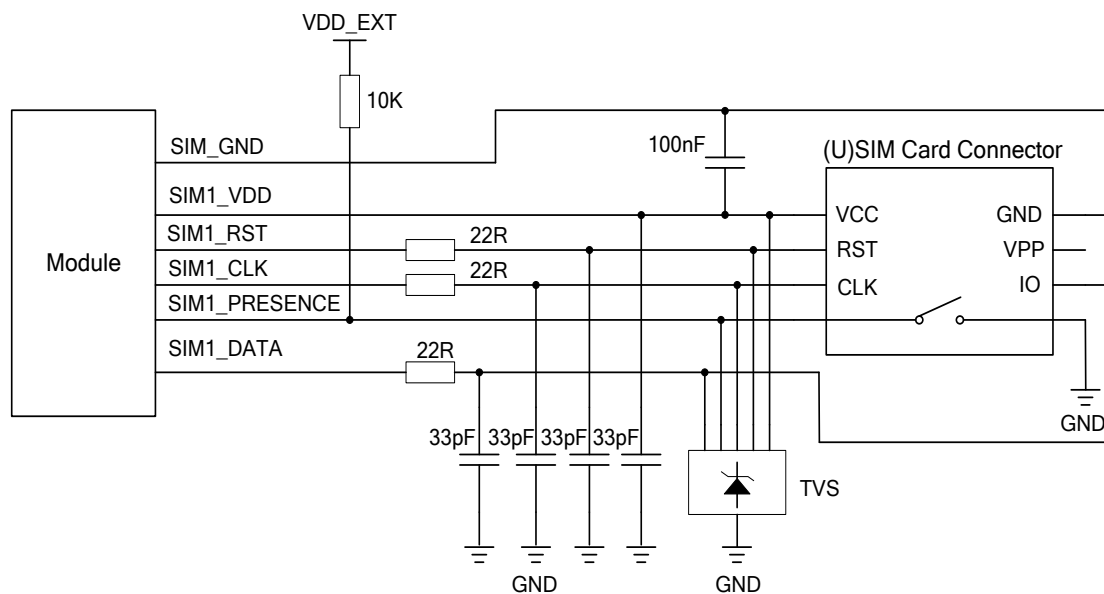 VDD_EXT
10K
SIM_GND
100nF
(U)SIM Card Connector
SIM1_VDD
VCC
GND
SIM1_RST
22R
RST
VPP
Module
SIM1_CLK
22R
CLK
IO
SIM1_PRESENCE
SIM1_DATA
22R
GND
33pF
33pF
33pF
33pF
TVS
GND
GND